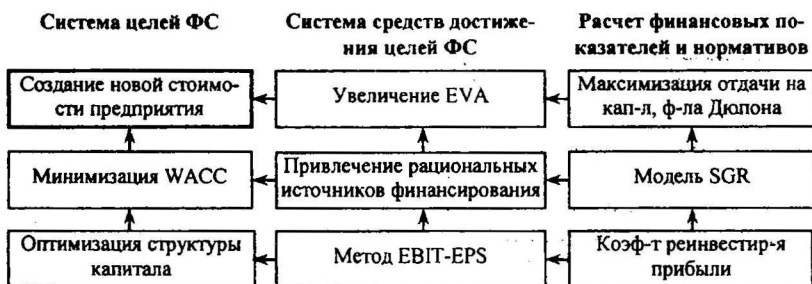 Система целей ФС
Система средств достиже-
ния целей ФС
Расчет финансовых по-
казателей и нормативов
Создание новой стоимо-
сти предприятия
Увеличение EVA
Максимизация отдачи на
кап-л, ф-ла Дюпона
Минимизация WACC
Привлечение рациональных
источников финансирования
Модель SGR
Оптимизация структуры
капитала
Метод EBIT-EPS
Коэф-т реинвестир-я
прибыли